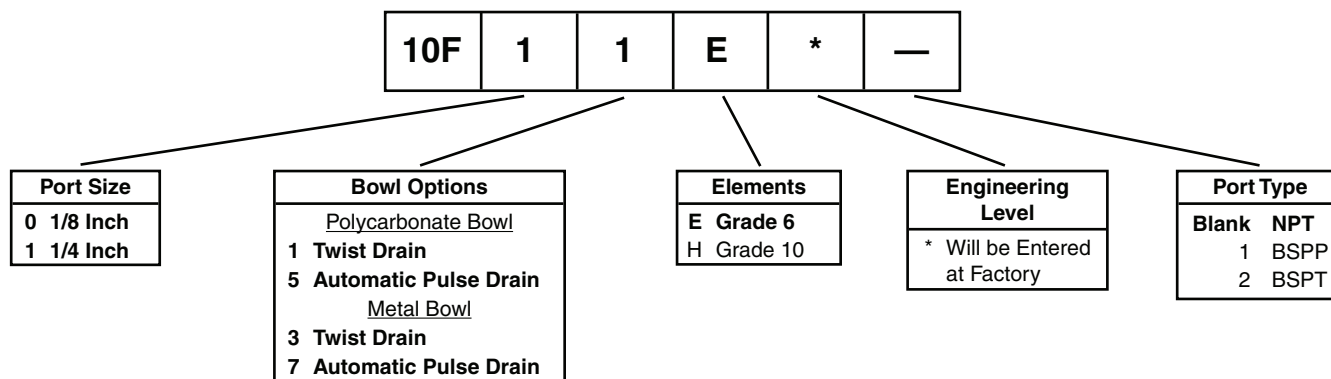 10F 1 1 E * —
Port Size
0 1/8 Inch
1 1/4 Inch
Bowl Options
Polycarbonate Bowl
1 Twist Drain
5 Automatic Pulse Drain
Metal Bowl
3 Twist Drain
7 Automatic Pulse Drain
Elements
E Grade 6
H Grade 10
Engineering
Level
* Will be Entered
at Factory
Port Type
Blank NPT
1 BSPP
2 BSPT